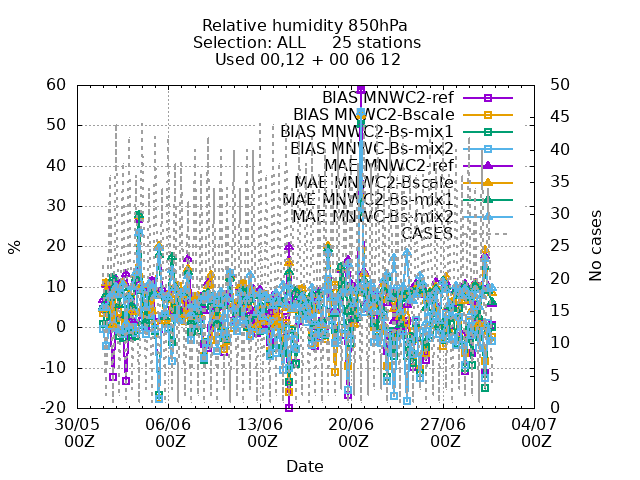 Relative humidity 850hPa
Selection: ALL 25 stations
Used 00,12 + 00 06 12
BIAS MNWC2-ref
BIAS MNWC2-Bscale
BIAS MNWC2-Bs-mix1
BIAS MNWC-Bs-mix2
MAE MNWC2-ref
MAE MNWC2-Bscale
MAE MNWC2-Bs-mix1
MAE MNWC-Bs-mix2
CASES
%
60
50
40
30
20
10
0
-10
-20
50
45
40
35
30
25
20
15
10
5
0
No cases
30/05 06/06 13/06 20/06 27/06 04/07
00Z 00Z 00Z 00Z 00Z 00Z
Date